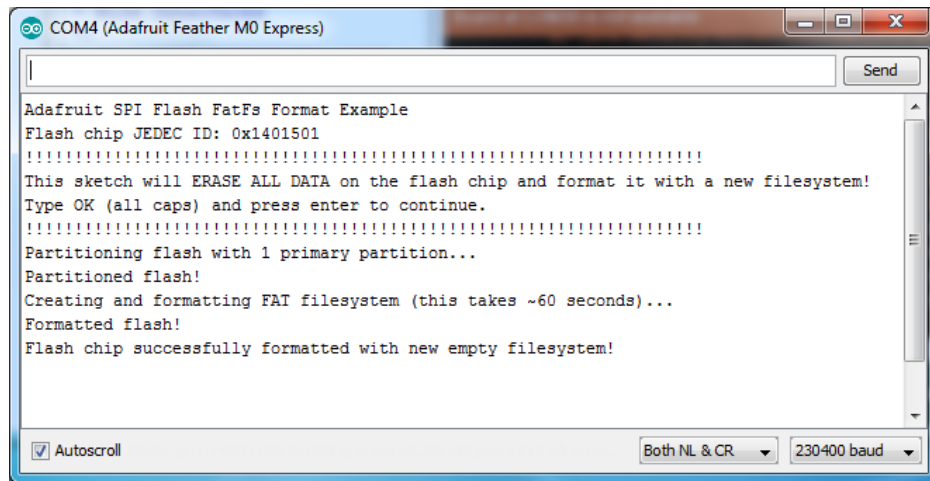 COM4 (Adafruit Feather M0 Express)
Send
Adafruit SPI Flash FatFs Format Example
Flash chip JEDEC ID: 0x1401501
!!!!!!!!!!!!!!!!!!!!!!!!!!!!!!!!!!!!!!!!!!!!!!!!!!!!!!!!!!!!!!!!!!!!!
This sketch will ERASE ALL DATA on the flash chip and format it with a new filesystem!
Type OK (all caps) and press enter to continue.
!!!!!!!!!!!!!!!!!!!!!!!!!!!!!!!!!!!!!!!!!!!!!!!!!!!!!!!!!!!!!!!!!!!!!
Partitioning flash with 1 primary partition...
Partitioned flash!
Creating and formatting FAT filesystem (this takes ~60 seconds)...
Formatted flash!
Flash chip successfully formatted with new empty filesystem!
Autoscroll
Both NL & CR
230400 baud